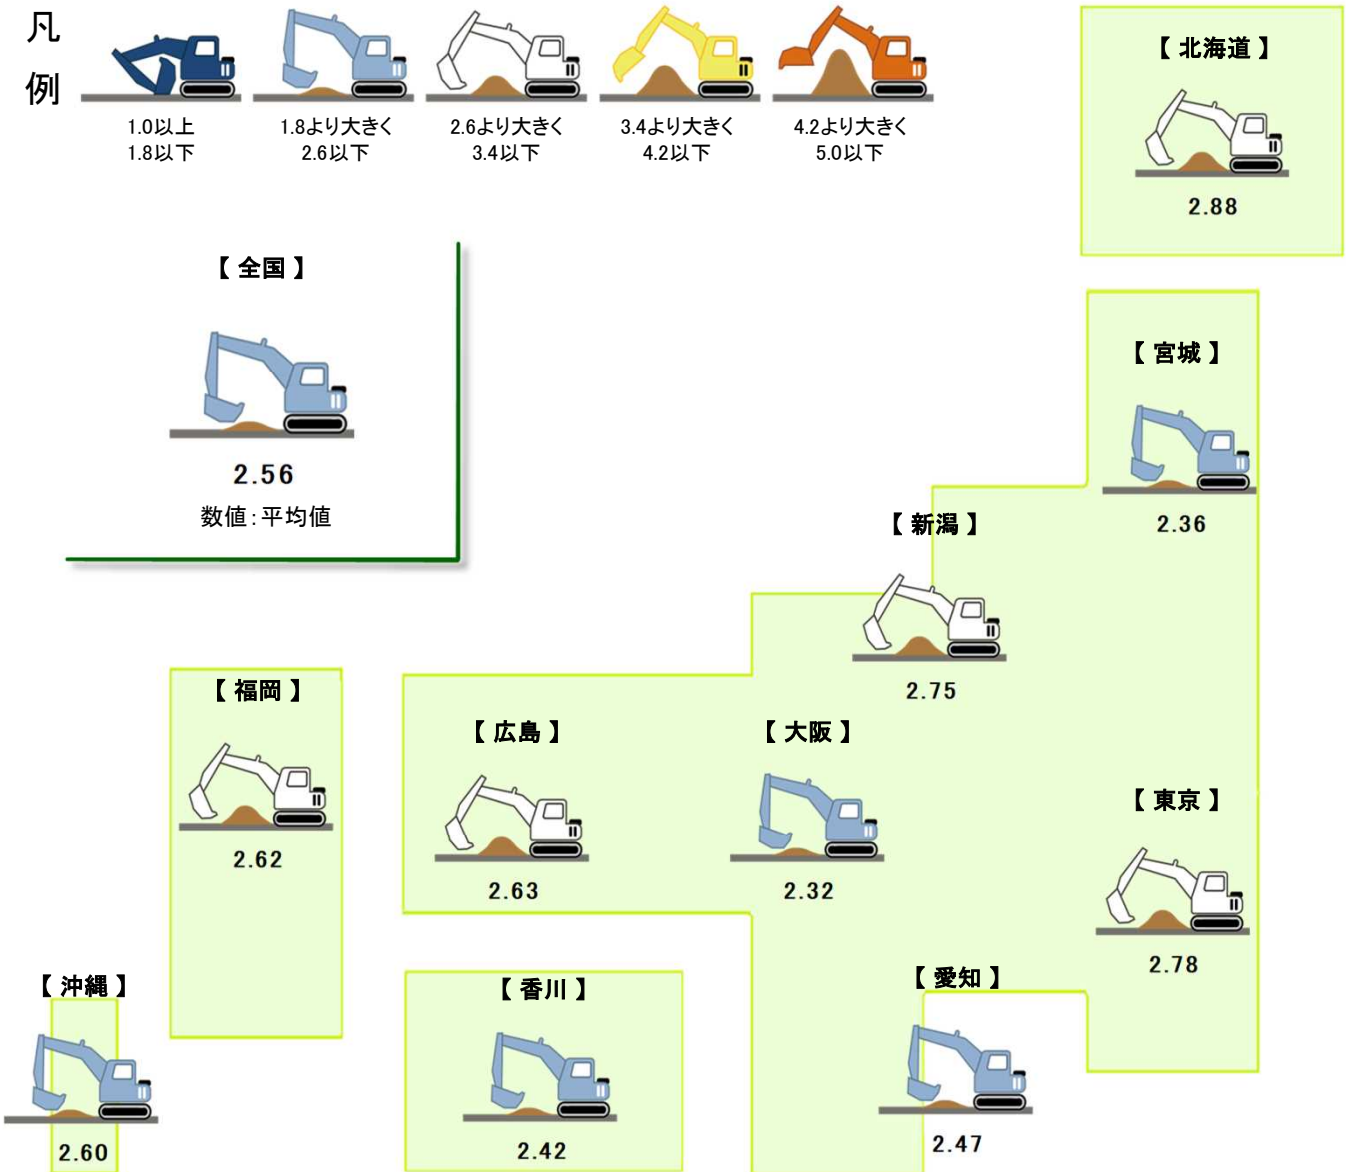 凡
例
1.0以上
1.8以下
1.8より大きく
2.6以下
2.6より大きく
3.4以下
3.4より大きく
4.2以下
4.2より大きく
5.0以下
【 北海道 】
2.88
【 全国 】
2.56
数値：平均値
【 宮城 】
2.36
【 新潟 】
2.75
【 福岡 】
2.62
【 広島 】
2.63
【 大阪 】
2.32
【 東京 】
2.78
【 沖縄 】
2.60
【 香川 】
2.42
【 愛知 】
2.47